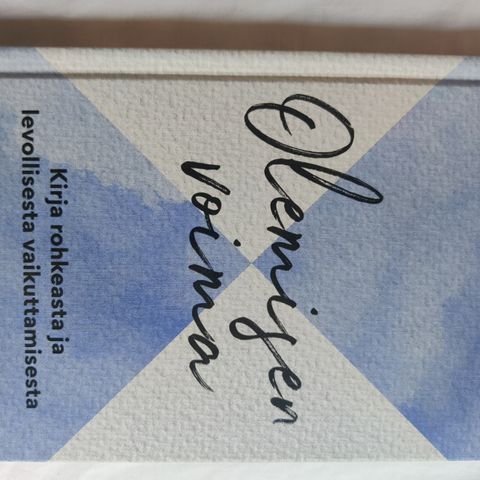 Olemisen
voima
Kirja rohkeasta ja
levollisesta vaikuttamisesta